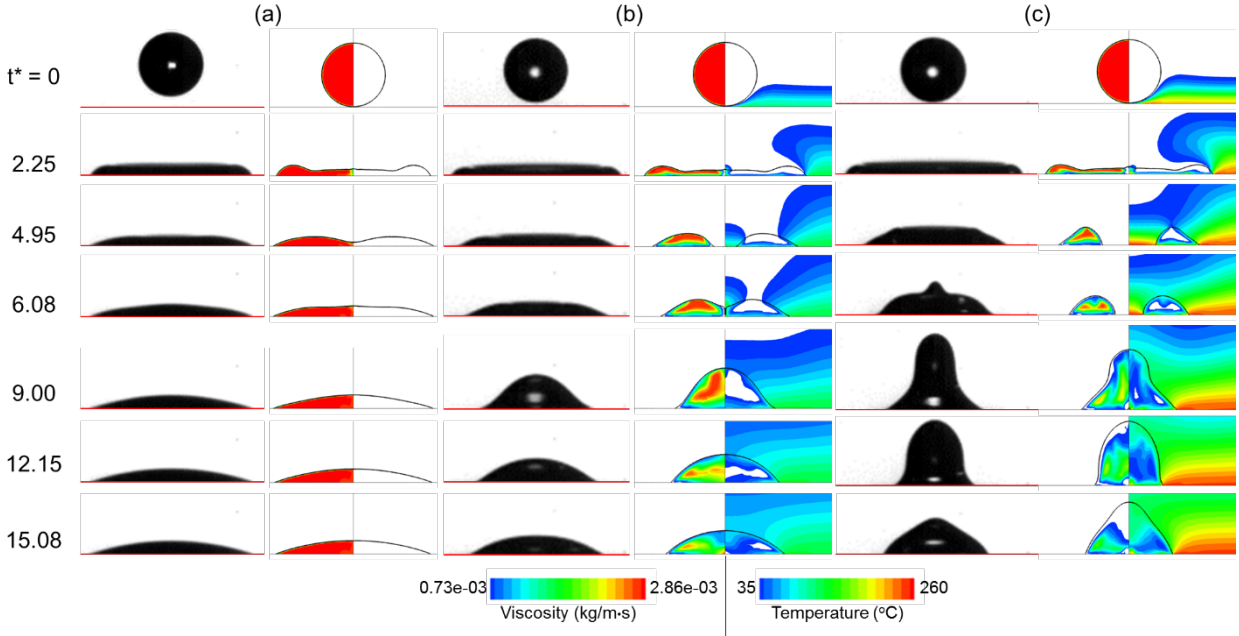 (a) (b) (c)
t* = 0
2.25
4.95
6.08
9.00
12.15
15.08
0.73e-03 2.86e-03 35 260
Viscosity (kg/m·s) Temperature (°C)